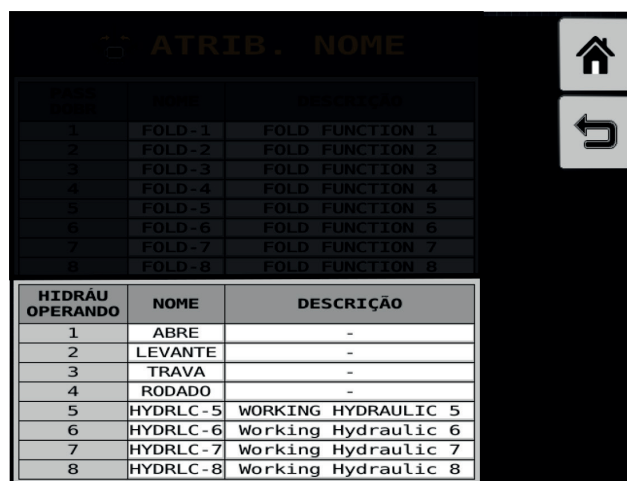 ATRIB. NOME
PASS
DOBR NOME DESCRIÇÃO
1 FOLD-1 FOLD FUNCTION 1
2 FOLD-2 FOLD FUNCTION 2
3 FOLD-3 FOLD FUNCTION 3
4 FOLD-4 FOLD FUNCTION 4
5 FOLD-5 FOLD FUNCTION 5
6 FOLD-6 FOLD FUNCTION 6
7 FOLD-7 FOLD FUNCTION 7
8 FOLD-8 FOLD FUNCTION 8
HIDRÁU
OPERANDO NOME DESCRIÇÃO
1 ABRE -
2 LEVANTE -
3 TRAVA -
4 RODADO -
5 HYDRLC-5 WORKING HYDRAULIC 5
6 HYDRLC-6 Working Hydraulic 6
7 HYDRLC-7 Working Hydraulic 7
8 HYDRLC-8 Working Hydraulic 8